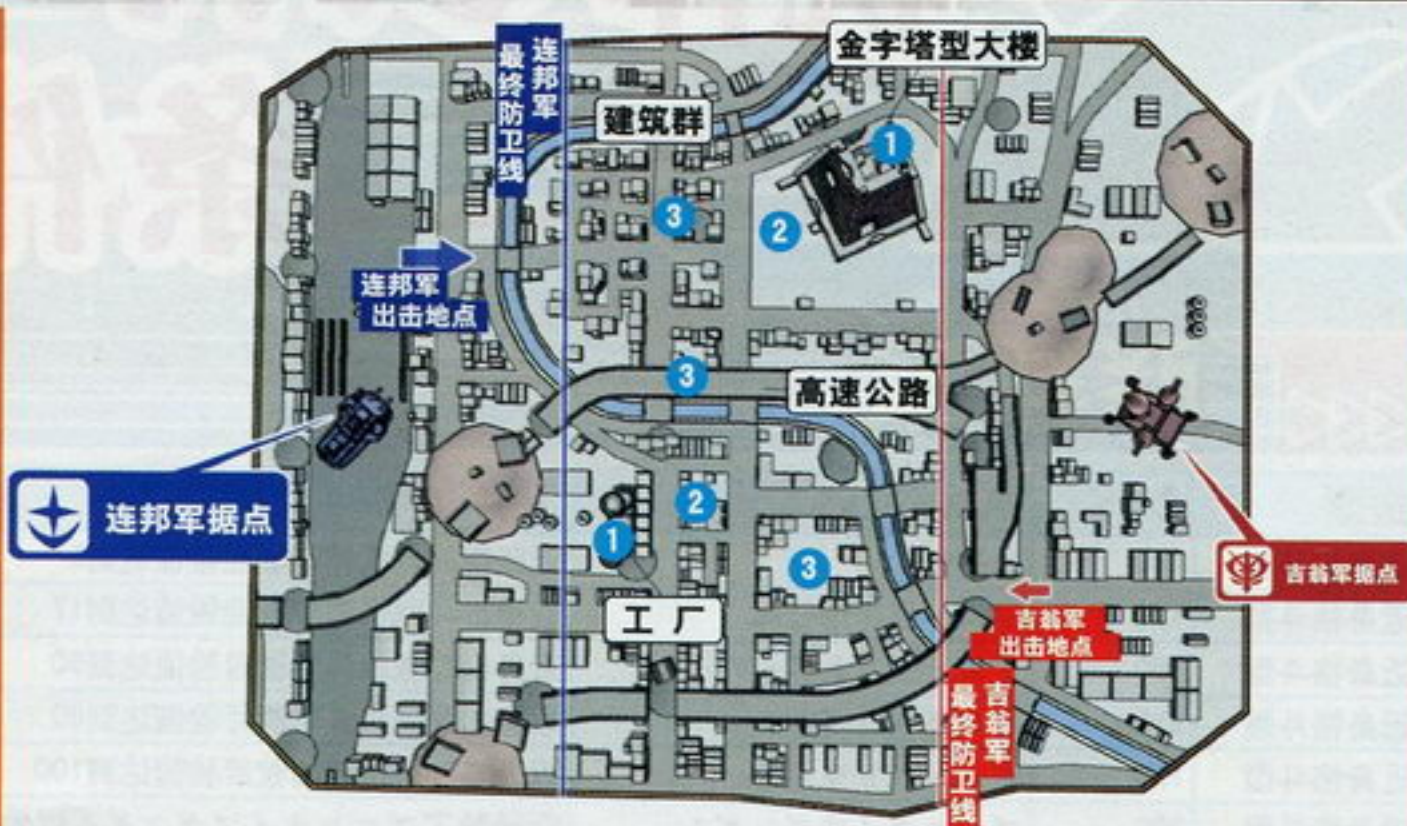 连邦军
最终防卫线
金字塔型大楼
建筑群
1
3
2
连邦军
出击地点
3
高速公路
连邦军据点
2
1
3
吉翁军据点
工厂
吉翁军
出击地点
吉翁军
最终防卫线